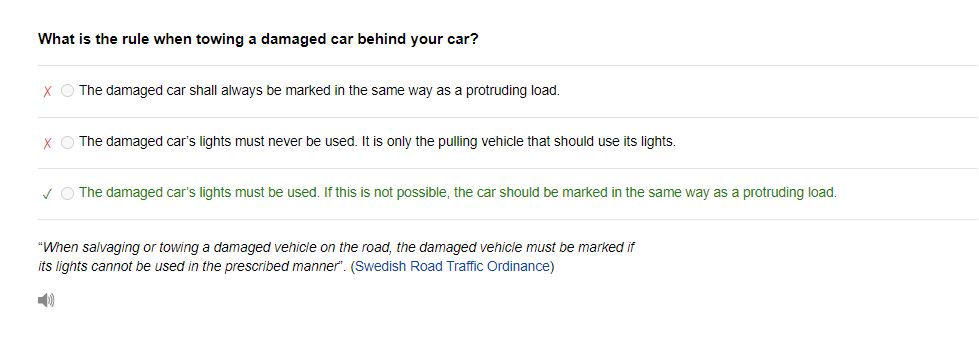 What is the rule when towing a damaged car behind your car?
X The damaged car shall always be marked in the same way as a protruding load.
X The damaged car's lights must never be used. It is only the pulling vehicle that should use its lights.
✓ The damaged car's lights must be used. If this is not possible, the car should be marked in the same way as a protruding load.
“When salvaging or towing a damaged vehicle on the road, the damaged vehicle must be marked if
its lights cannot be used in the prescribed manner”. (Swedish Road Traffic Ordinance)